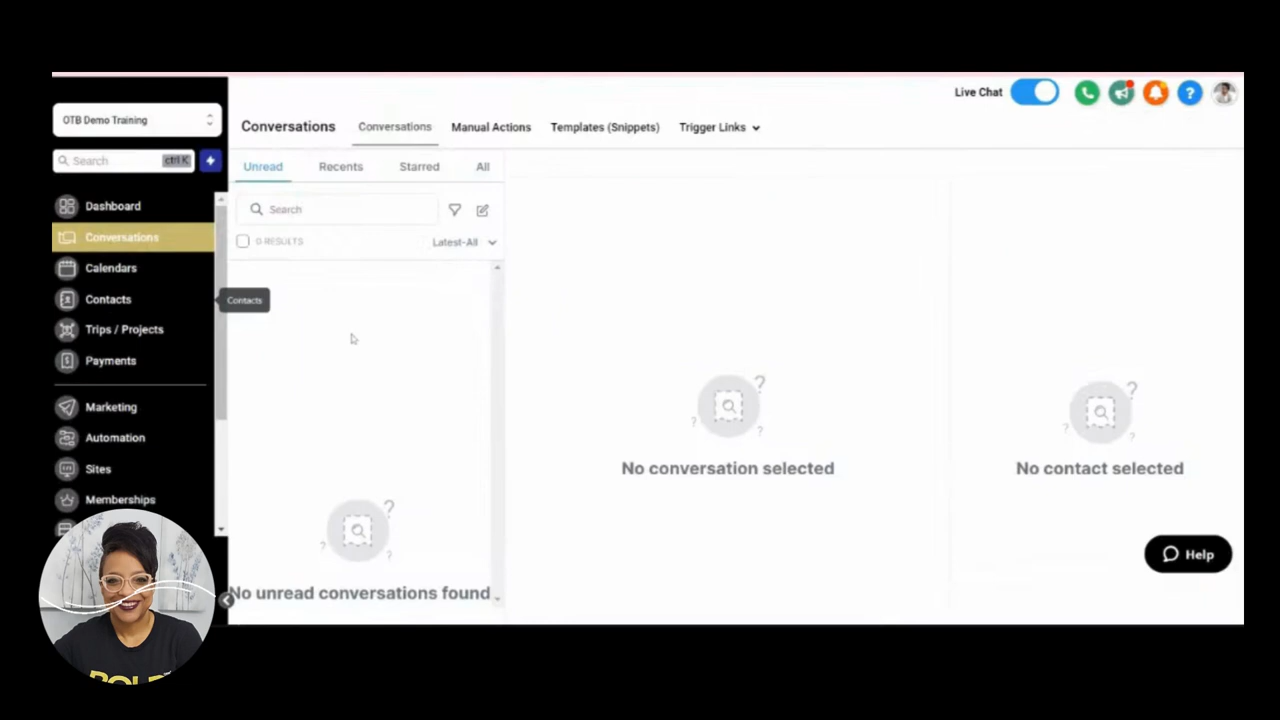 OTB Demo Training
Search
ctrl K
Dashboard
Conversations
Calendars
Contacts
Trips / Projects
Payments
Marketing
Automation
Sites
Memberships
Contacts
Live Chat
Conversations
Conversations
Manual Actions
Templates (Snippets)
Trigger Links
Unread
Recents
Starred
All
Search
0 RESULTS
Latest-All
No unread conversations found
No conversation selected
No contact selected
Help